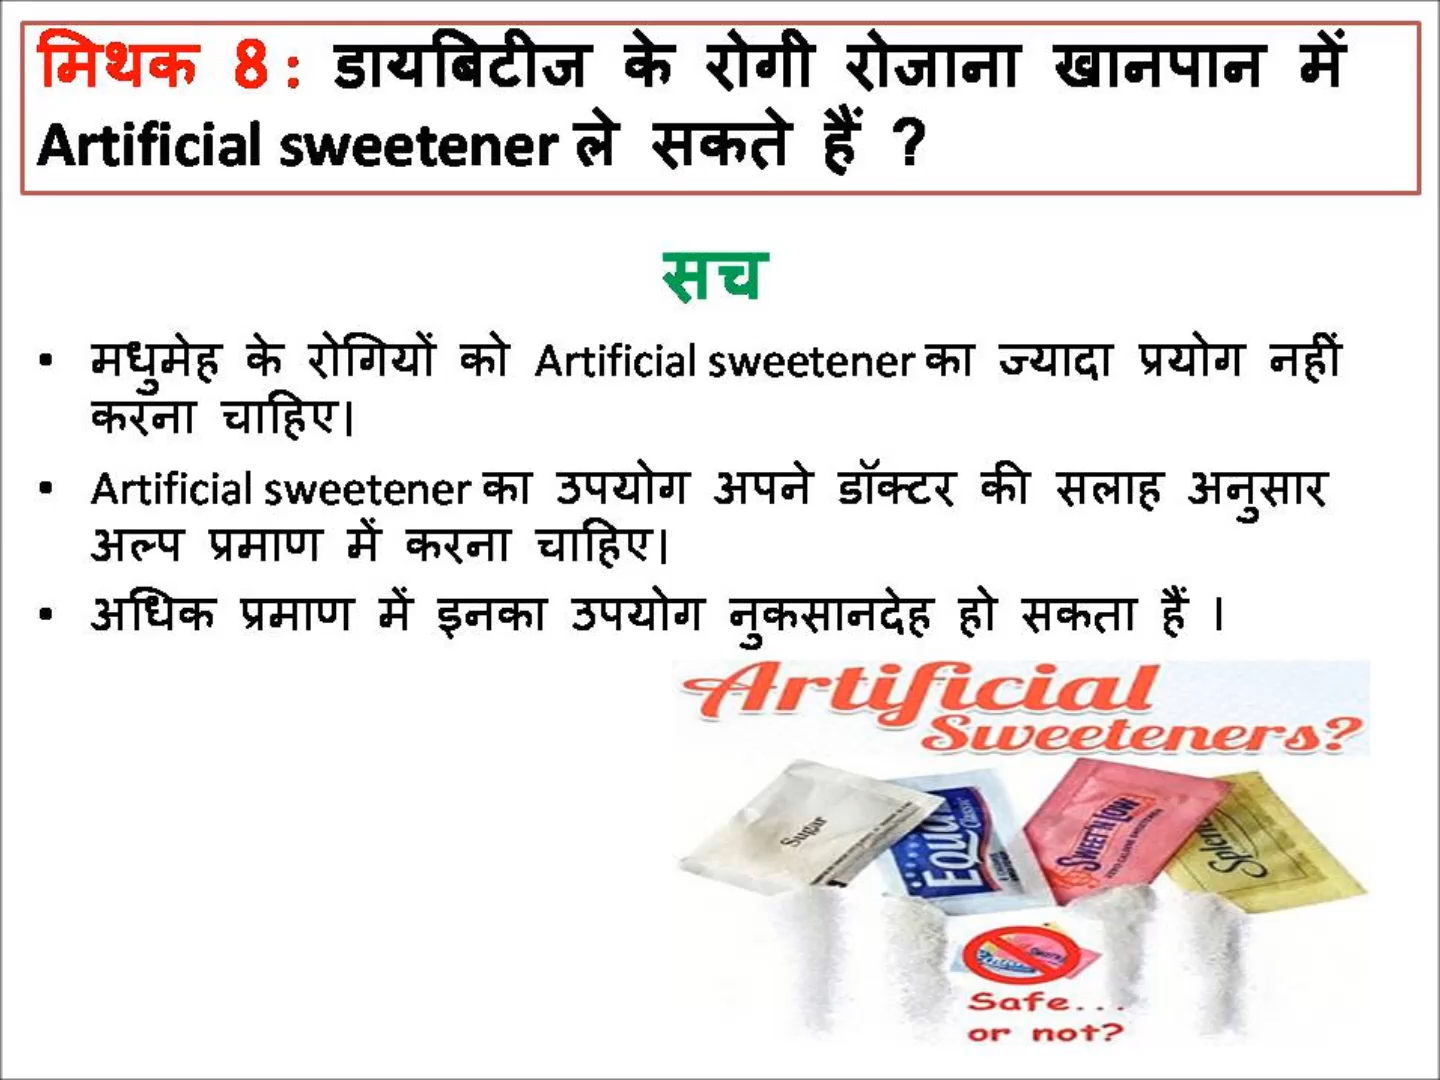 मिथक 8 : डायबिटीज के रोगी रोजाना खानपान में
Artificial sweetener ले सकते हैं ?
सच
• मधुमेह के रोगियों को Artificial sweetener का ज्यादा प्रयोग नहीं
करना चाहिए।
• Artificial sweetener का उपयोग अपने डॉक्टर की सलाह अनुसार
अल्प प्रमाण में करना चाहिए।
• अधिक प्रमाण में इनका उपयोग नुकसानदेह हो सकता हैं ।
Artificial
Sweeteners?
Sugar
Equal
Classic
SWEET'N LOW
Splenda
Safe...
or not?